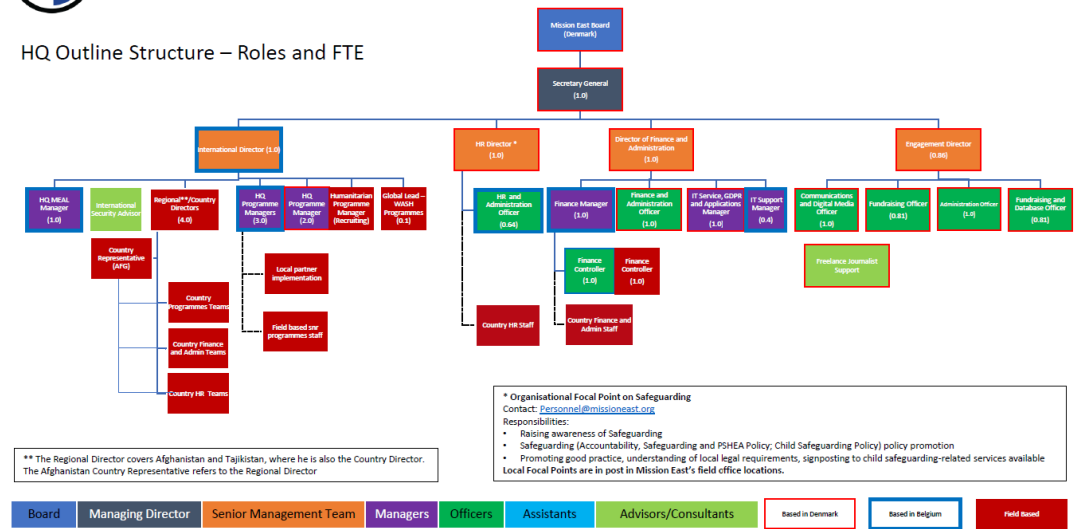 HQ Outline Structure – Roles and FTE
Mission East Board
(Denmark)
Secretary General
(1.0)
International Director (1.0)
HR Director *
(1.0)
Director of Finance and
Administration
(1.0)
Engagement Director
(0.86)
HQ MEAL
Manager
(1.0)
International
Security Advisor
Regional**/Country
Directors
(4.0)
HQ
Programme
Managers
(3.0)
HQ
Programme
Manager
(2.0)
Humanitarian
Programme
Manager
(Recruiting)
Global Lead –
WASH
Programmes
(0.1)
HR and
Administration
Officer
(0.64)
Finance Manager
(1.0)
Finance and
Administration
Officer
(1.0)
IT Service, GDPR
and Applications
Manager
(1.0)
IT Support
Manager
(0.4)
Communications
and Digital Media
Officer
(1.0)
Fundraising Officer
(0.81)
Administration Officer
(1.0)
Fundraising and
Database Officer
(0.81)
Country
Representative
(AFG)
Local partner
implementation
Finance
Controller
(1.0)
Finance
Controller
(1.0)
Freelance Journalist
Support
Country
Programmes Teams
Field based snr
programmes staff
Country HR Staff
Country Finance and
Admin Staff
Country Finance
and Admin Teams
Country HR Teams
* Organisational Focal Point on Safeguarding
Contact: Personnel@missioneast.org
Responsibilities:
• Raising awareness of Safeguarding
• Safeguarding (Accountability, Safeguarding and PSHEA Policy; Child Safeguarding Policy) policy promotion
• Promoting good practice, understanding of local legal requirements, signposting to child safeguarding-related services available
Local Focal Points are in post in Mission East's field office locations.
** The Regional Director covers Afghanistan and Tajikistan, where he is also the Country Director.
The Afghanistan Country Representative refers to the Regional Director
Board
Managing Director
Senior Management Team
Managers
Officers
Assistants
Advisors/Consultants
Based in Denmark
Based in Belgium
Field Based